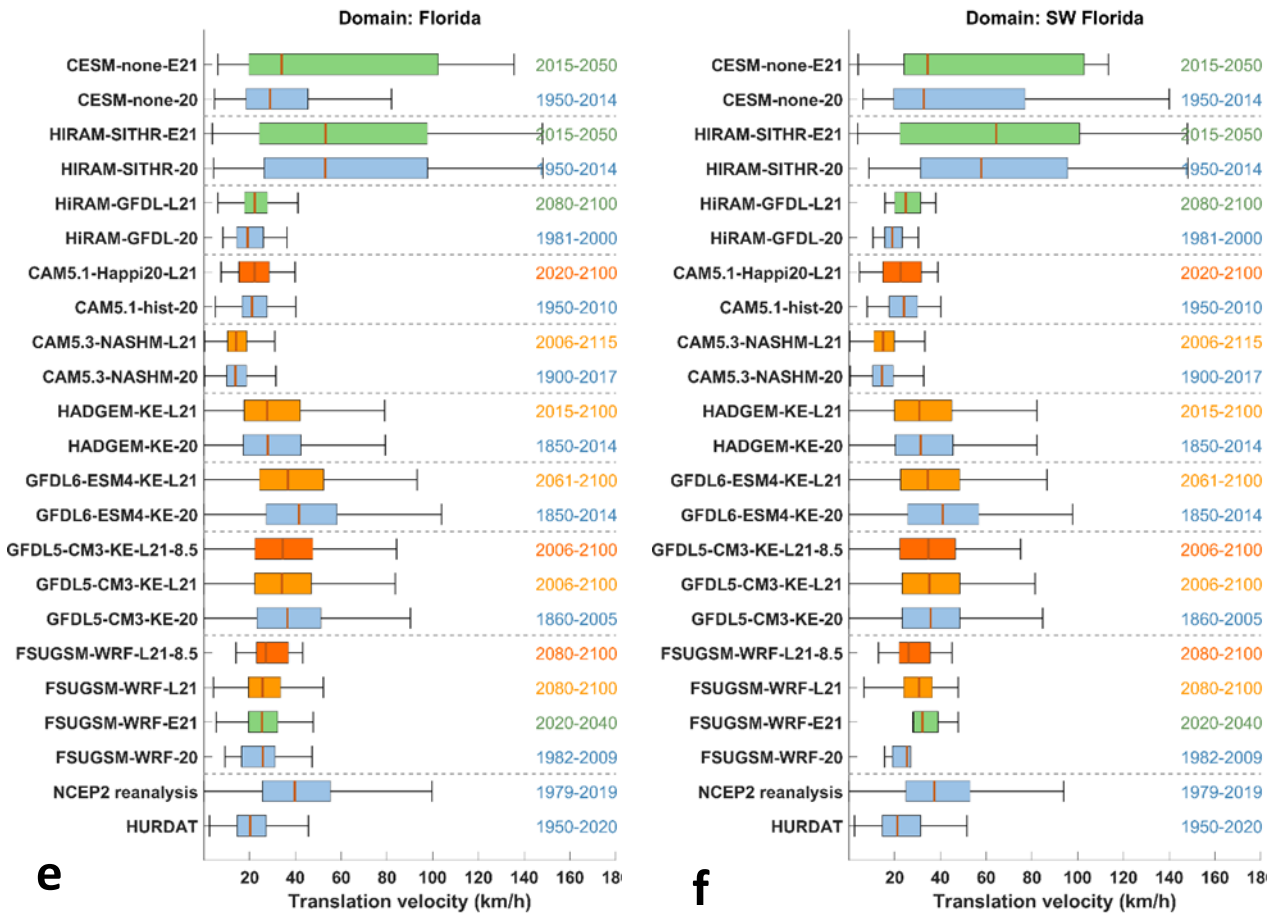 Domain: Florida
CESM-none-E21 2015-2050
CESM-none-20 1950-2014
HIRAM-SITHR-E21 2015-2050
HIRAM-SITHR-20 1950-2014
HiRAM-GFDL-L21 2080-2100
HiRAM-GFDL-20 1981-2000
CAM5.1-Happi20-L21 2020-2100
CAM5.1-hist-20 1950-2010
CAM5.3-NASHM-L21 2006-2115
CAM5.3-NASHM-20 1900-2017
HADGEM-KE-L21 2015-2100
HADGEM-KE-20 1850-2014
GFDL6-ESM4-KE-L21 2061-2100
GFDL6-ESM4-KE-20 1850-2014
GFDL5-CM3-KE-L21-8.5 2006-2100
GFDL5-CM3-KE-L21 2006-2100
GFDL5-CM3-KE-20 1860-2005
FSUGSM-WRF-L21-8.5 2080-2100
FSUGSM-WRF-L21 2080-2100
FSUGSM-WRF-E21 2020-2040
FSUGSM-WRF-20 1982-2009
NCEP2 reanalysis 1979-2019
HURDAT 1950-2020
20 40 60 80 100 120 140 160 18
Translation velocity (km/h)
e
Domain: SW Florida
CESM-none-E21 2015-2050
CESM-none-20 1950-2014
HIRAM-SITHR-E21 2015-2050
HIRAM-SITHR-20 1950-2014
HiRAM-GFDL-L21 2080-2100
HiRAM-GFDL-20 1981-2000
CAM5.1-Happi20-L21 2020-2100
CAM5.1-hist-20 1950-2010
CAM5.3-NASHM-L21 2006-2115
CAM5.3-NASHM-20 1900-2017
HADGEM-KE-L21 2015-2100
HADGEM-KE-20 1850-2014
GFDL6-ESM4-KE-L21 2061-2100
GFDL6-ESM4-KE-20 1850-2014
GFDL5-CM3-KE-L21-8.5 2006-2100
GFDL5-CM3-KE-L21 2006-2100
GFDL5-CM3-KE-20 1860-2005
FSUGSM-WRF-L21-8.5 2080-2100
FSUGSM-WRF-L21 2080-2100
FSUGSM-WRF-E21 2020-2040
FSUGSM-WRF-20 1982-2009
NCEP2 reanalysis 1979-2019
HURDAT 1950-2020
20 40 60 80 100 120 140 160 18
Translation velocity (km/h)
f